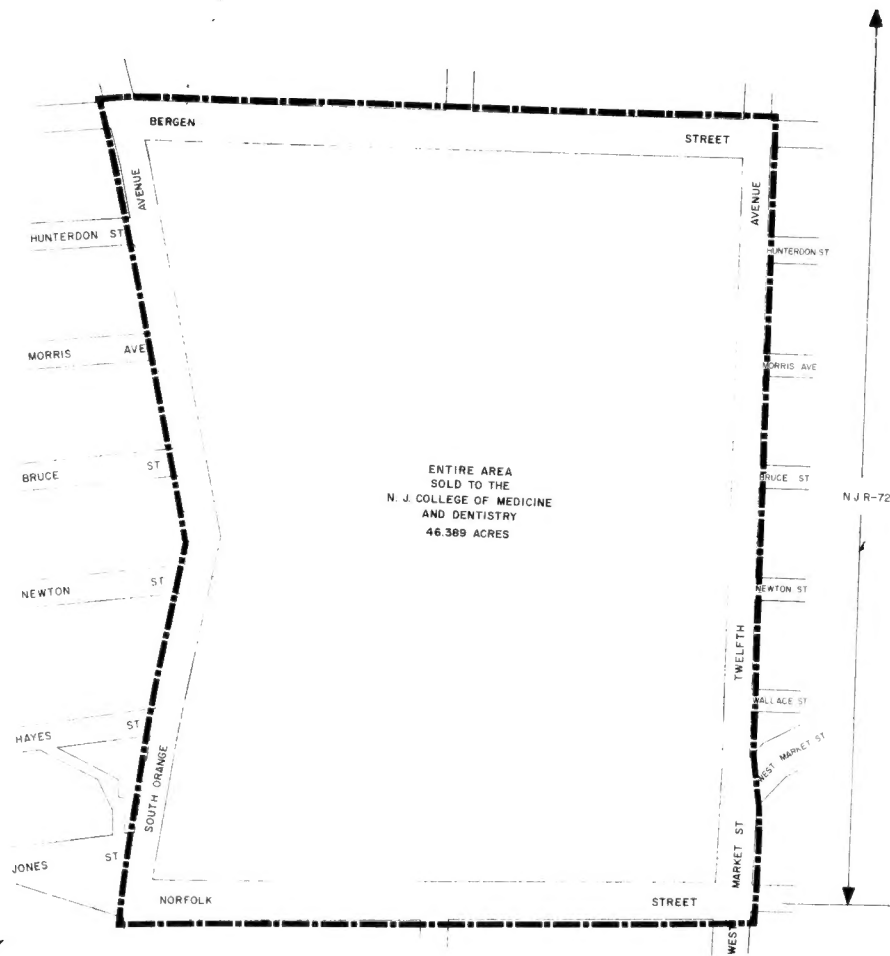 BERGEN STREET
AVENUE
AVENUE
HUNTERDON ST
HUNTERDON ST
MORRIS AVE
MORRIS AVE
ENTIRE AREA
SOLD TO THE
N. J. COLLEGE OF MEDICINE
AND DENTISTRY
46.389 ACRES
BRUCE ST
BRUCE ST
N J R-72
NEWTON ST
NEWTON ST
TWELFTH
WALLACE ST
HAYES ST
WEST MARKET ST
SOUTH ORANGE
JONES ST
WEST MARKET ST
NORFOLK STREET